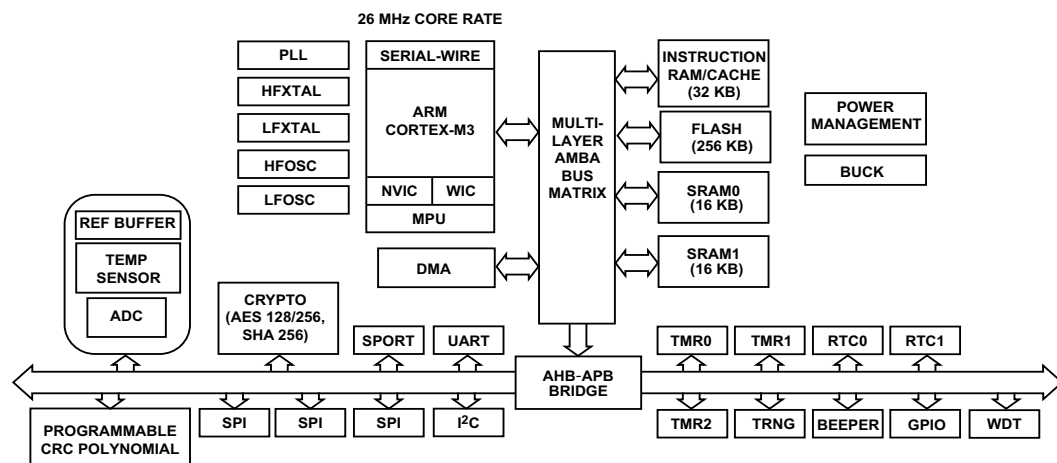 26 MHz CORE RATE
PLL
HFXTAL
LFXTAL
HFOSC
LFOSC
SERIAL-WIRE
ARM
CORTEX-M3
NVIC
WIC
MPU
DMA
MULTI-
LAYER
AMBA
BUS
MATRIX
INSTRUCTION
RAM/CACHE
(32 KB)
FLASH
(256 KB)
SRAM0
(16 KB)
SRAM1
(16 KB)
POWER
MANAGEMENT
BUCK
REF BUFFER
TEMP
SENSOR
ADC
CRYPTO
(AES 128/256,
SHA 256)
SPORT
UART
TMR0
TMR1
RTC0
RTC1
AHB-APB
BRIDGE
PROGRAMMABLE
CRC POLYNOMIAL
SPI
SPI
SPI
I²C
TMR2
TRNG
BEEPER
GPIO
WDT